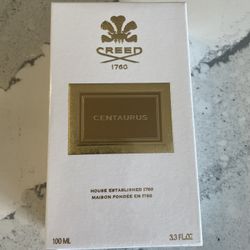 CREED
1760
CENTAURUS
HOUSE ESTABLISHED 1760
MAISON FONDÉE EN 1760
100 ML
3.3 FL.OZ